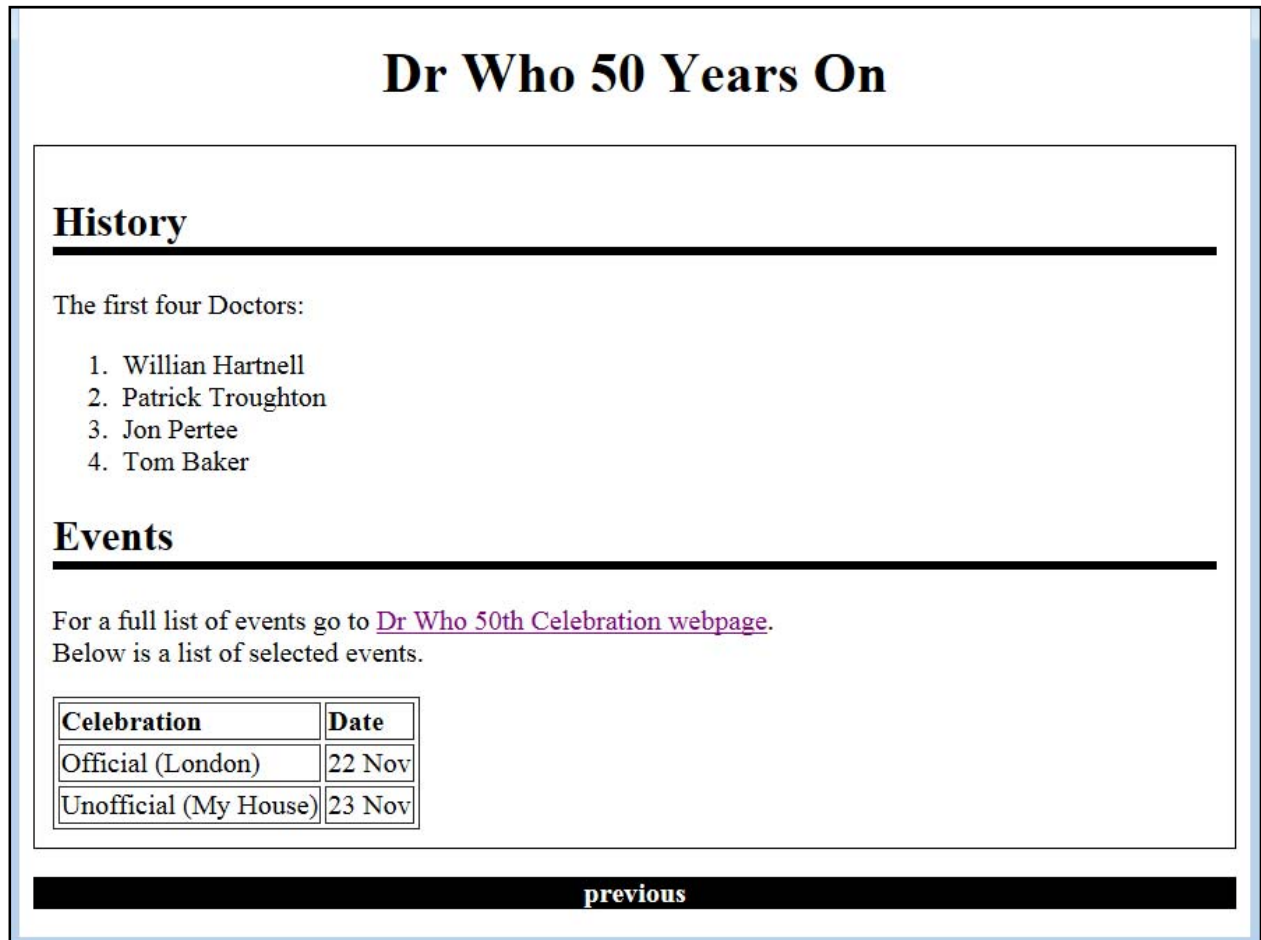 Dr Who 50 Years On
History
The first four Doctors:
1. Willian Hartnell
2. Patrick Troughton
3. Jon Pertee
4. Tom Baker
Events
For a full list of events go to Dr Who 50th Celebration webpage.
Below is a list of selected events.
Celebration Date
Official (London) 22 Nov
Unofficial (My House) 23 Nov
previous